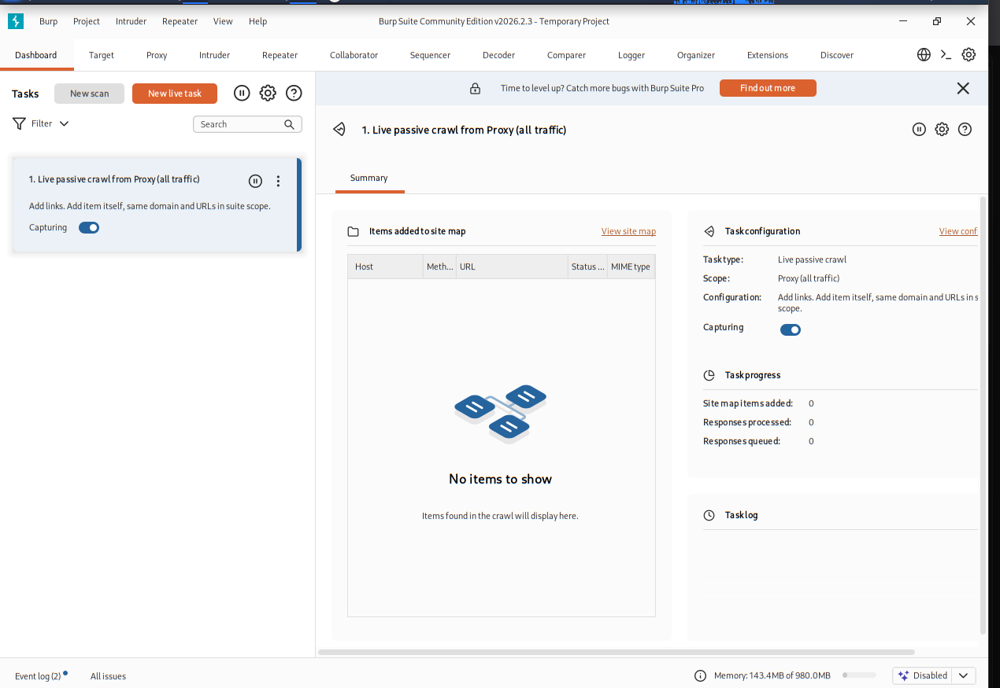 Burp Project Intruder Repeater View Help Burp Suite Community Edition v2026.2.3 - Temporary Project
Dashboard Target Proxy Intruder Repeater Collaborator Sequencer Decoder Comparer Logger Organizer Extensions Discover
Tasks New scan New live task
Filter Search
1. Live passive crawl from Proxy (all traffic)
Add links. Add item itself, same domain and URLs in suite scope.
Capturing
Time to level up? Catch more bugs with Burp Suite Pro Find out more
1. Live passive crawl from Proxy (all traffic)
Summary
Items added to site map View site map
Host Meth... URL Status ... MIME type
No items to show
Items found in the crawl will display here.
Task configuration View conf
Task type: Live passive crawl
Scope: Proxy (all traffic)
Configuration: Add links. Add item itself, same domain and URLs in s
scope.
Capturing
Task progress
Site map items added: 0
Responses processed: 0
Responses queued: 0
Task log
Event log (2) All issues Memory: 143.4MB of 980.0MB Disabled